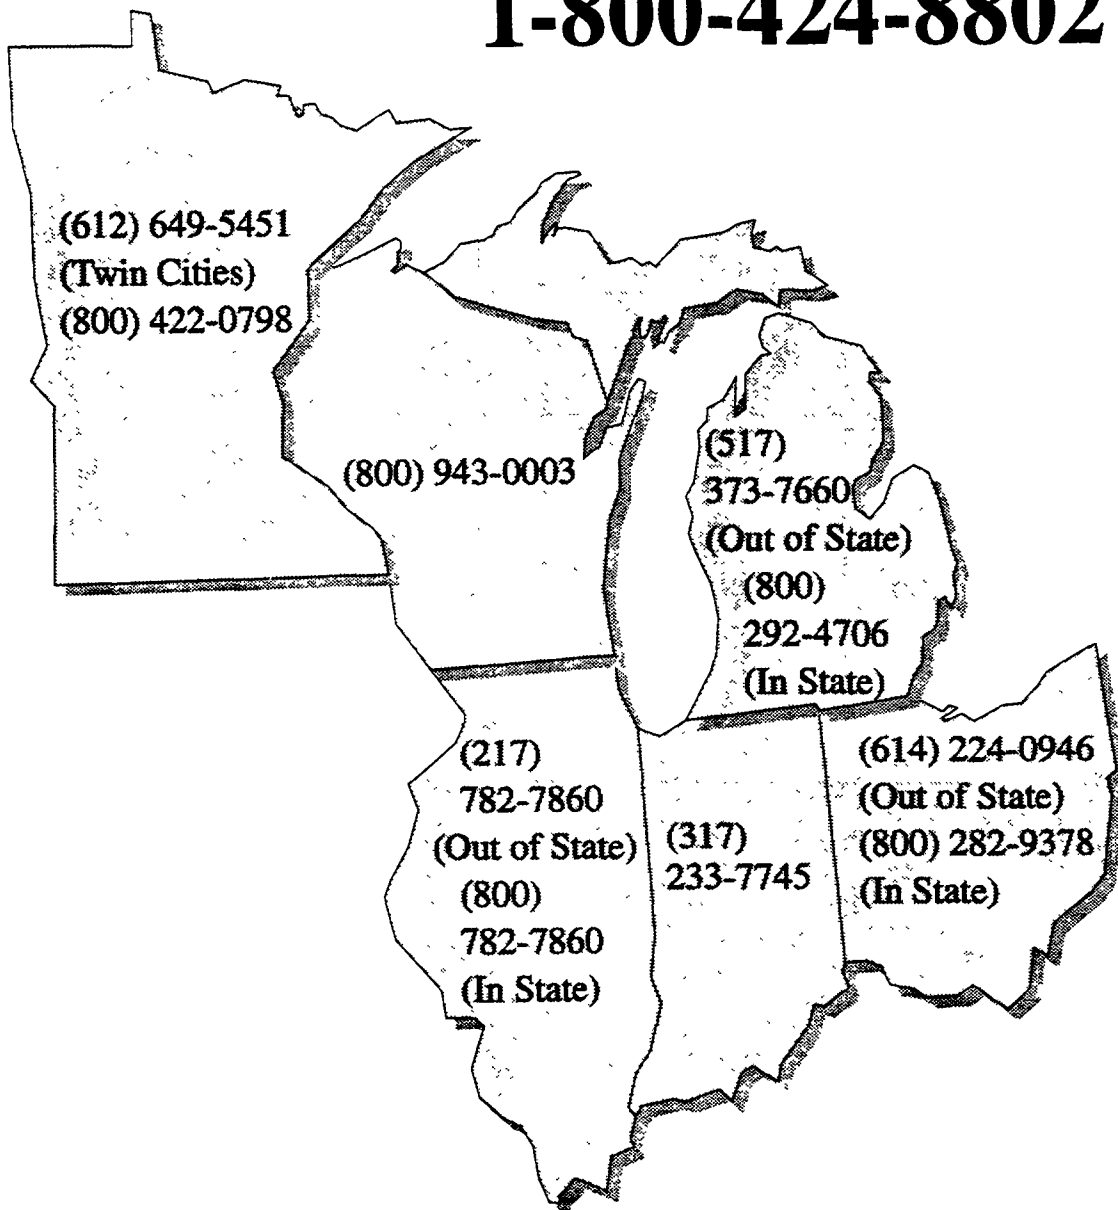 1-800-424-8802
(612) 649-5451
(Twin Cities)
(800) 422-0798
(800) 943-0003
(517)
373-7660
(Out of State)
(800)
292-4706
(In State)
(217)
782-7860
(Out of State)
(800)
782-7860
(In State)
(317)
233-7745
(614) 224-0946
(Out of State)
(800) 282-9378
(In State)